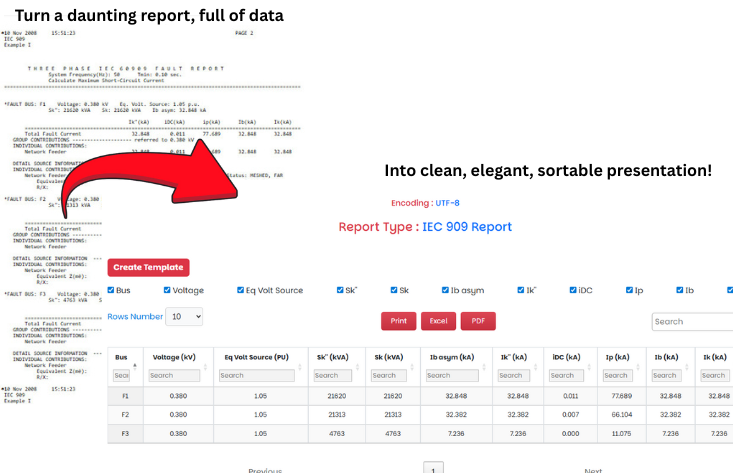 Turn a daunting report, full of data
10 Nov 2008 15:51:23 PAGE 2
IEC 909
Example I
THREE PHASE IEC 60909 FAULT REPORT
System Frequency(Hz): 50 Tmin: 0.10 sec.
Calculate Maximum Short-Circuit Current
*FAULT BUS: F1 Voltage: 0.380 kV Eq. Volt. Source: 1.05 p.u.
Sk": 21620 kVA Sk: 21620 kVA Ib asym: 32.848 kA
Ik"(kA) iDC(kA) ip(kA) Ib(kA) Ik(kA)
Total Fault Current 32.848 0.011 77.689 32.848 32.848
GROUP CONTRIBUTIONS ---------------- referred to 0.380 kV
INDIVIDUAL CONTRIBUTIONS:
Network Feeder 32.848 0.011 32.848 32.848
DETAIL SOURCE INFORMATION
Network Feeder Status: MESHED, FAR
Equivalent
R/X:
Into clean, elegant, sortable presentation!
*FAULT BUS: F2 Voltage: 0.380
Sk": 21313 kVA
Total Fault Current
GROUP CONTRIBUTIONS ----------
INDIVIDUAL CONTRIBUTIONS:
Network Feeder
DETAIL SOURCE INFORMATION ---
Network Feeder
Equivalent Z(mé):
R/X:
*FAULT BUS: F3 Voltage: 0.380
Sk": 4763 kVA S
Total Fault Current
GROUP CONTRIBUTIONS ----------
INDIVIDUAL CONTRIBUTIONS:
Network Feeder
DETAIL SOURCE INFORMATION ---
Network Feeder
Equivalent Z(mé):
R/X:
10 Nov 2008 15:51:23
IEC 909
Example I
Encoding : UTF-8
Report Type : IEC 909 Report
Create Template
Bus Voltage Eq Volt Source Sk" Sk Ib asym Ik" iDC Ip Ib
Rows Number 10 Print Excel PDF Search
Bus Voltage (kV) Eq Volt Source (PU) Sk" (kVA) Sk (kVA) Ib asym (kA) Ik" (kA) iDC (kA) Ip (kA) Ib (kA) Ik (kA)
Sear Search Search Search Search Search Search Search Search Search Search
F1 0.380 1.05 21620 21620 32.848 32.848 0.011 77.689 32.848 32.848
F2 0.380 1.05 21313 21313 32.382 32.382 0.007 66.104 32.382 32.382
F3 0.380 1.05 4763 4763 7.236 7.236 0.000 11.075 7.236 7.236
Previous 1 Next